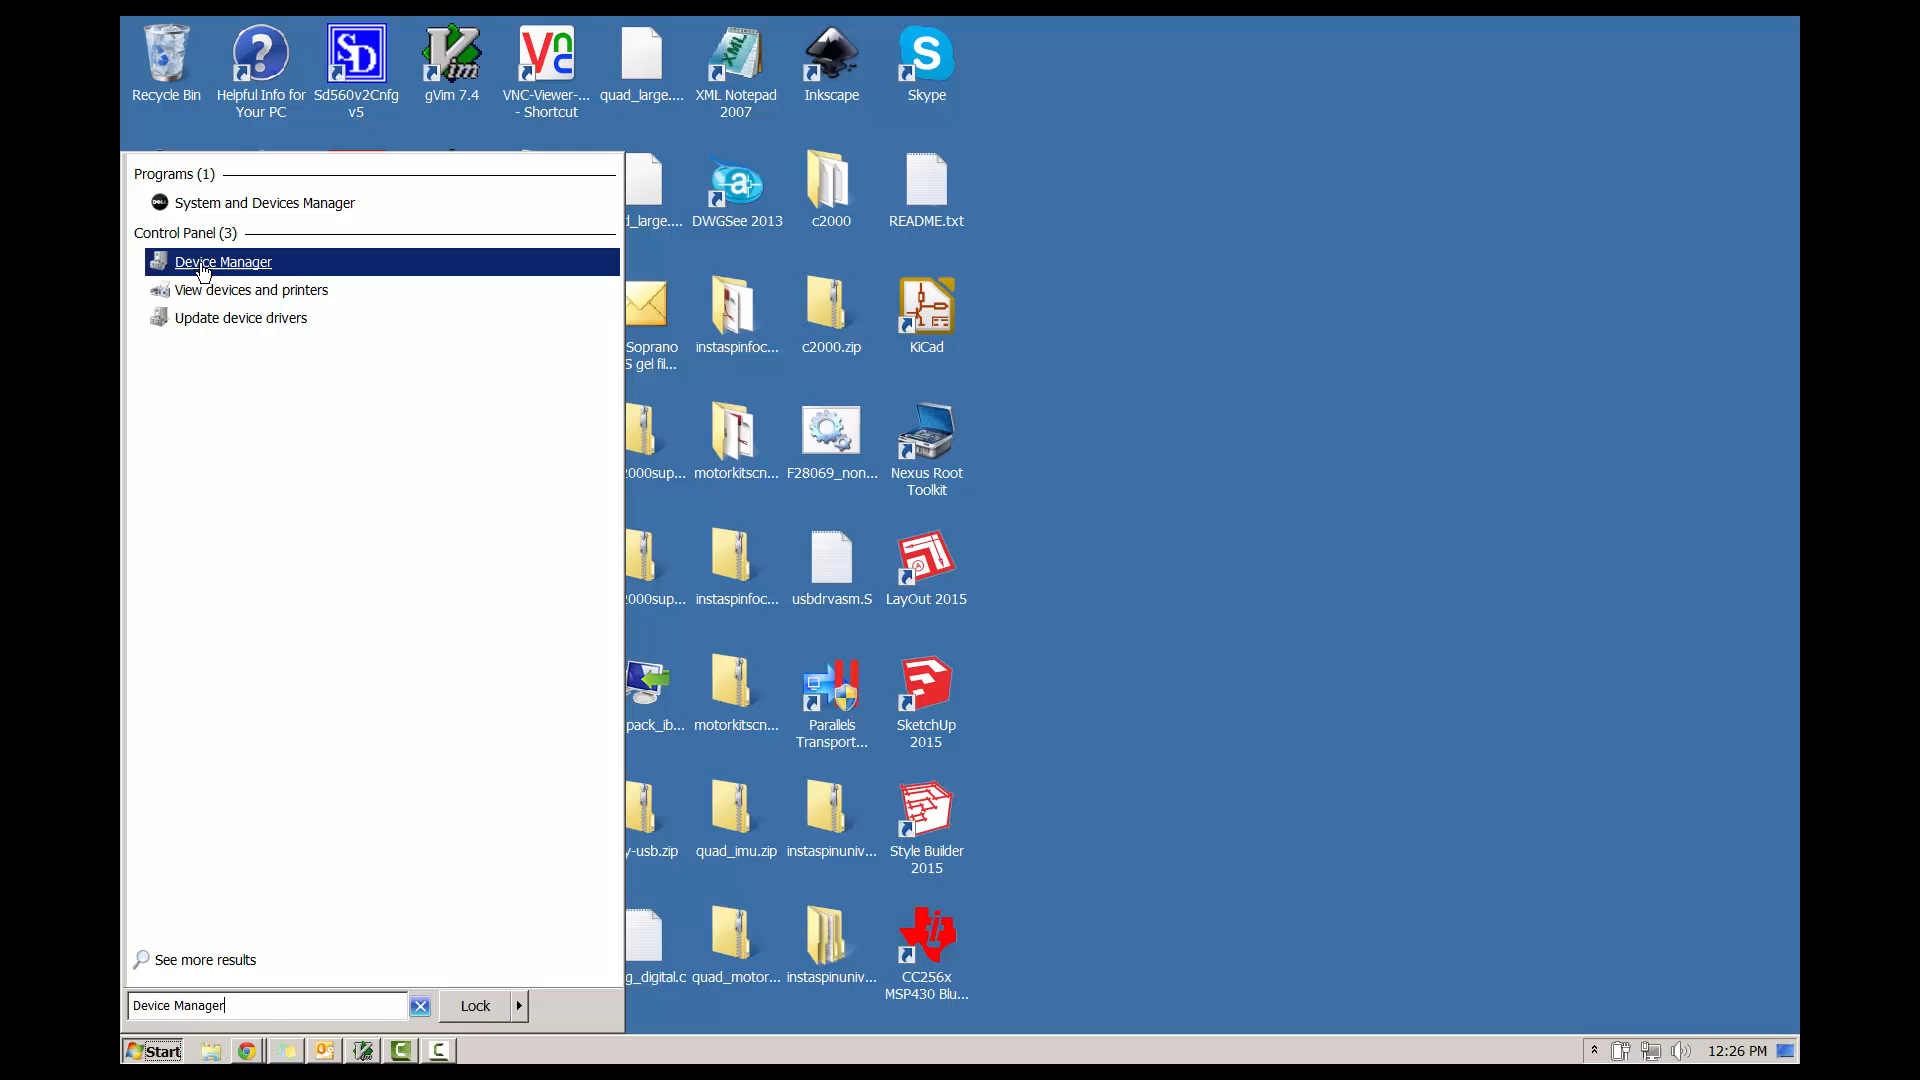 Recycle Bin
Helpful Info for
Your PC
Sd560v2Cnfg
v5
gVim 7.4
VNC-Viewer-...
- Shortcut
quad_large....
XML Notepad
2007
Inkscape
Skype
Programs (1)
System and Devices Manager
Control Panel (3)
Device Manager
View devices and printers
Update device drivers
d_large....
DWGSee 2013
c2000
README.txt
Soprano
S gel fil...
instaspinfoc...
c2000.zip
KiCad
000sup...
motorkitscn...
F28069_non...
Nexus Root
Toolkit
000sup...
instaspinfoc...
usbdrvasm.S
LayOut 2015
pack_ib...
motorkitscn...
Parallels
Transport...
SketchUp
2015
y-usb.zip
quad_imu.zip
instaspinuniv...
Style Builder
2015
g_digital.c
quad_motor...
instaspinuniv...
CC256x
MSP430 Blu...
See more results
Device Manager
Lock
Start
12:26 PM